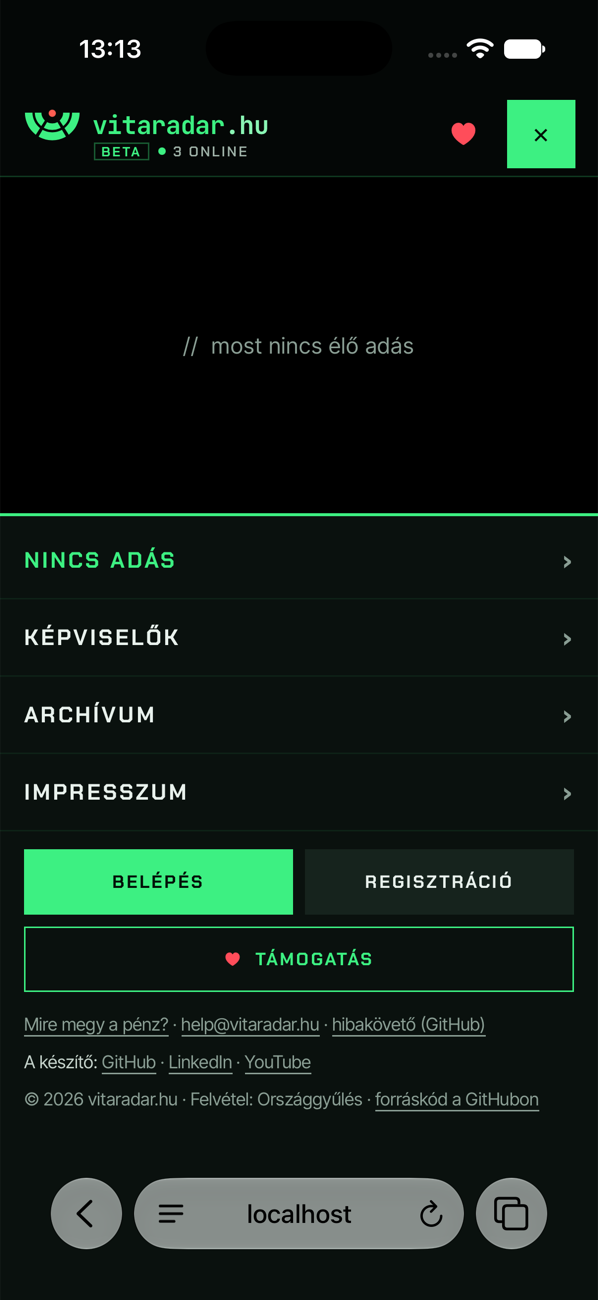 13:13
vitaradar.hu
BETA ● 3 ONLINE
×
// most nincs élő adás
NINCS ADÁS ›
KÉPVISELŐK ›
ARCHÍVUM ›
IMPRESSZUM ›
BELÉPÉS REGISZTRÁCIÓ
TÁMOGATÁS
Mire megy a pénz? · help@vitaradar.hu · hibakövető (GitHub)
A készítő: GitHub · LinkedIn · YouTube
© 2026 vitaradar.hu · Felvétel: Országgyűlés · forráskód a GitHubon
localhost